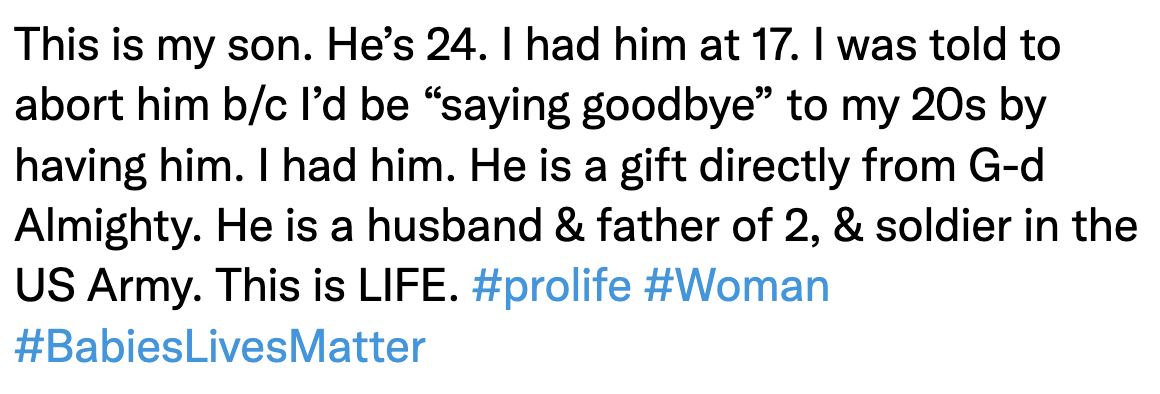 This is my son. He’s 24. I had him at 17. I was told to
abort him b/c I’d be “saying goodbye” to my 20s by
having him. I had him. He is a gift directly from G-d
Almighty. He is a husband & father of 2, & soldier in the
US Army. This is LIFE. #prolife #Woman
#BabiesLivesMatter